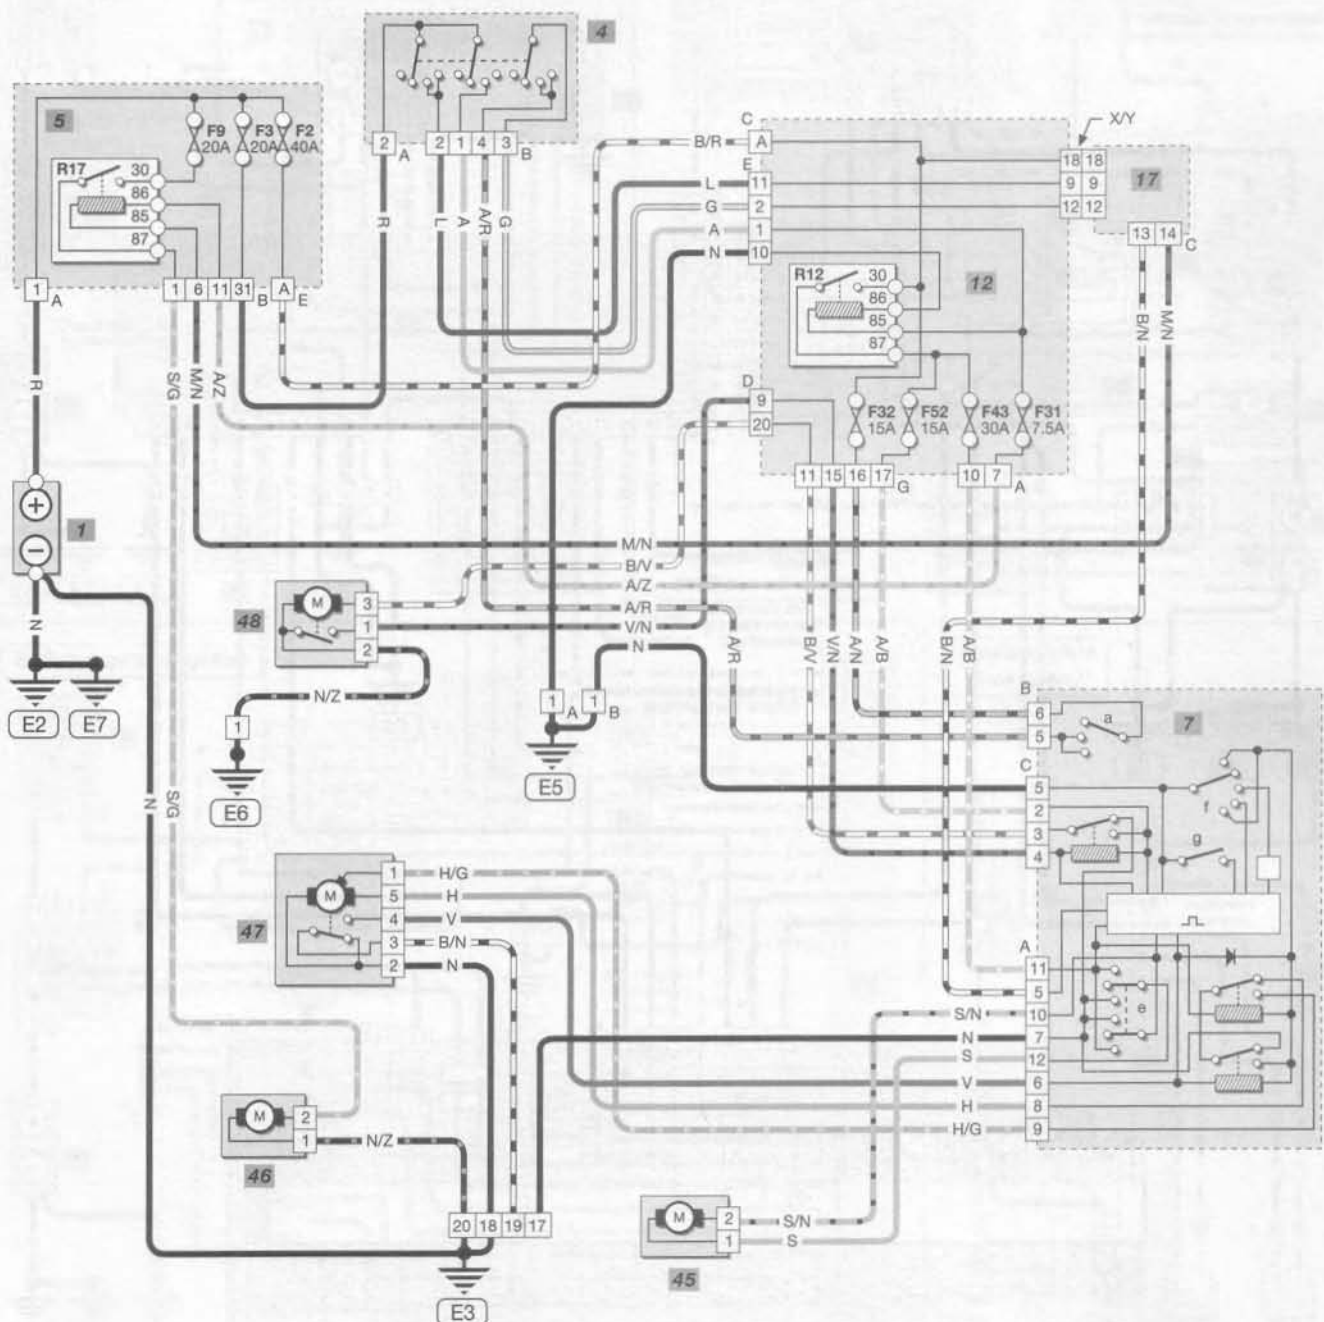 4
2 A 2 1 4 3 B
5
F9 20A
F3 20A
F2 40A
R17
30
86
85
87
1 A 1 6 11 31 B A E
R
S/G
M/N
A/Z
R
L
A
A/R
G
C
A
B/R
E
11
L
2
G
1
A
10
N
X/Y
18 18
9 9
12 12
17
13 14 C
B/N
M/N
12
R12
30
86
85
87
F32 15A
F52 15A
F43 30A
F31 7.5A
D
9
20
11 15 16 17 G 10 7 A
+
−
1
N
E2
E7
M/N
B/V
A/Z
A/R
V/N
N
48
M
3
1
2
N/Z
1
E6
1 A 1 B
E5
A/R
B/V
V/N
A/N
A/B
B/N
A/B
N
S/G
7
B
6
5
a
C
5
2
3
4
f
g
A
11
5
10
7
12
6
8
9
e
S/N
N
S
V
H
H/G
47
M
1 H/G
5 H
4 V
3 B/N
2 N
46
M
2
1
N/Z
20 18 19 17
E3
45
M
2 S/N
1 S